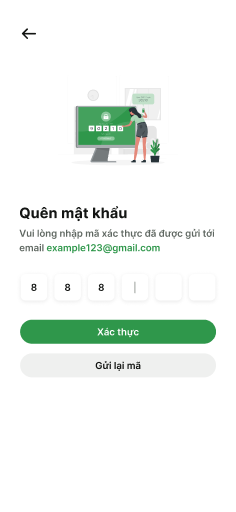 Quên mật khẩu
Vui lòng nhập mã xác thực đã được gửi tới
email example123@gmail.com
8 8 8
Xác thực
Gửi lại mã